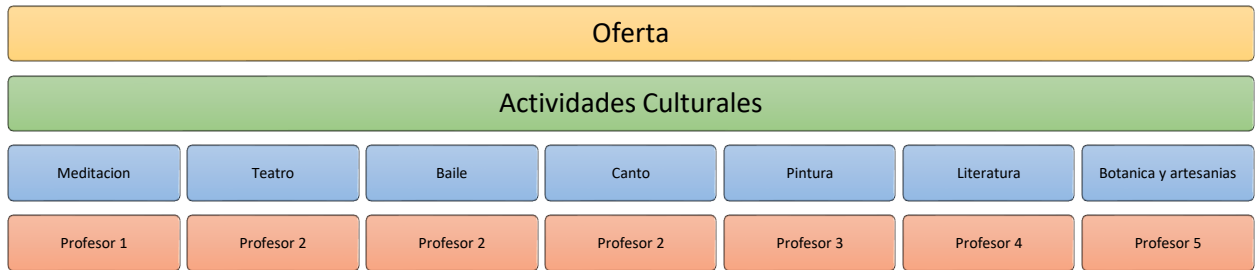 Oferta
Actividades Culturales
Meditacion Teatro Baile Canto Pintura Literatura Botanica y artesanias
Profesor 1 Profesor 2 Profesor 2 Profesor 2 Profesor 3 Profesor 4 Profesor 5